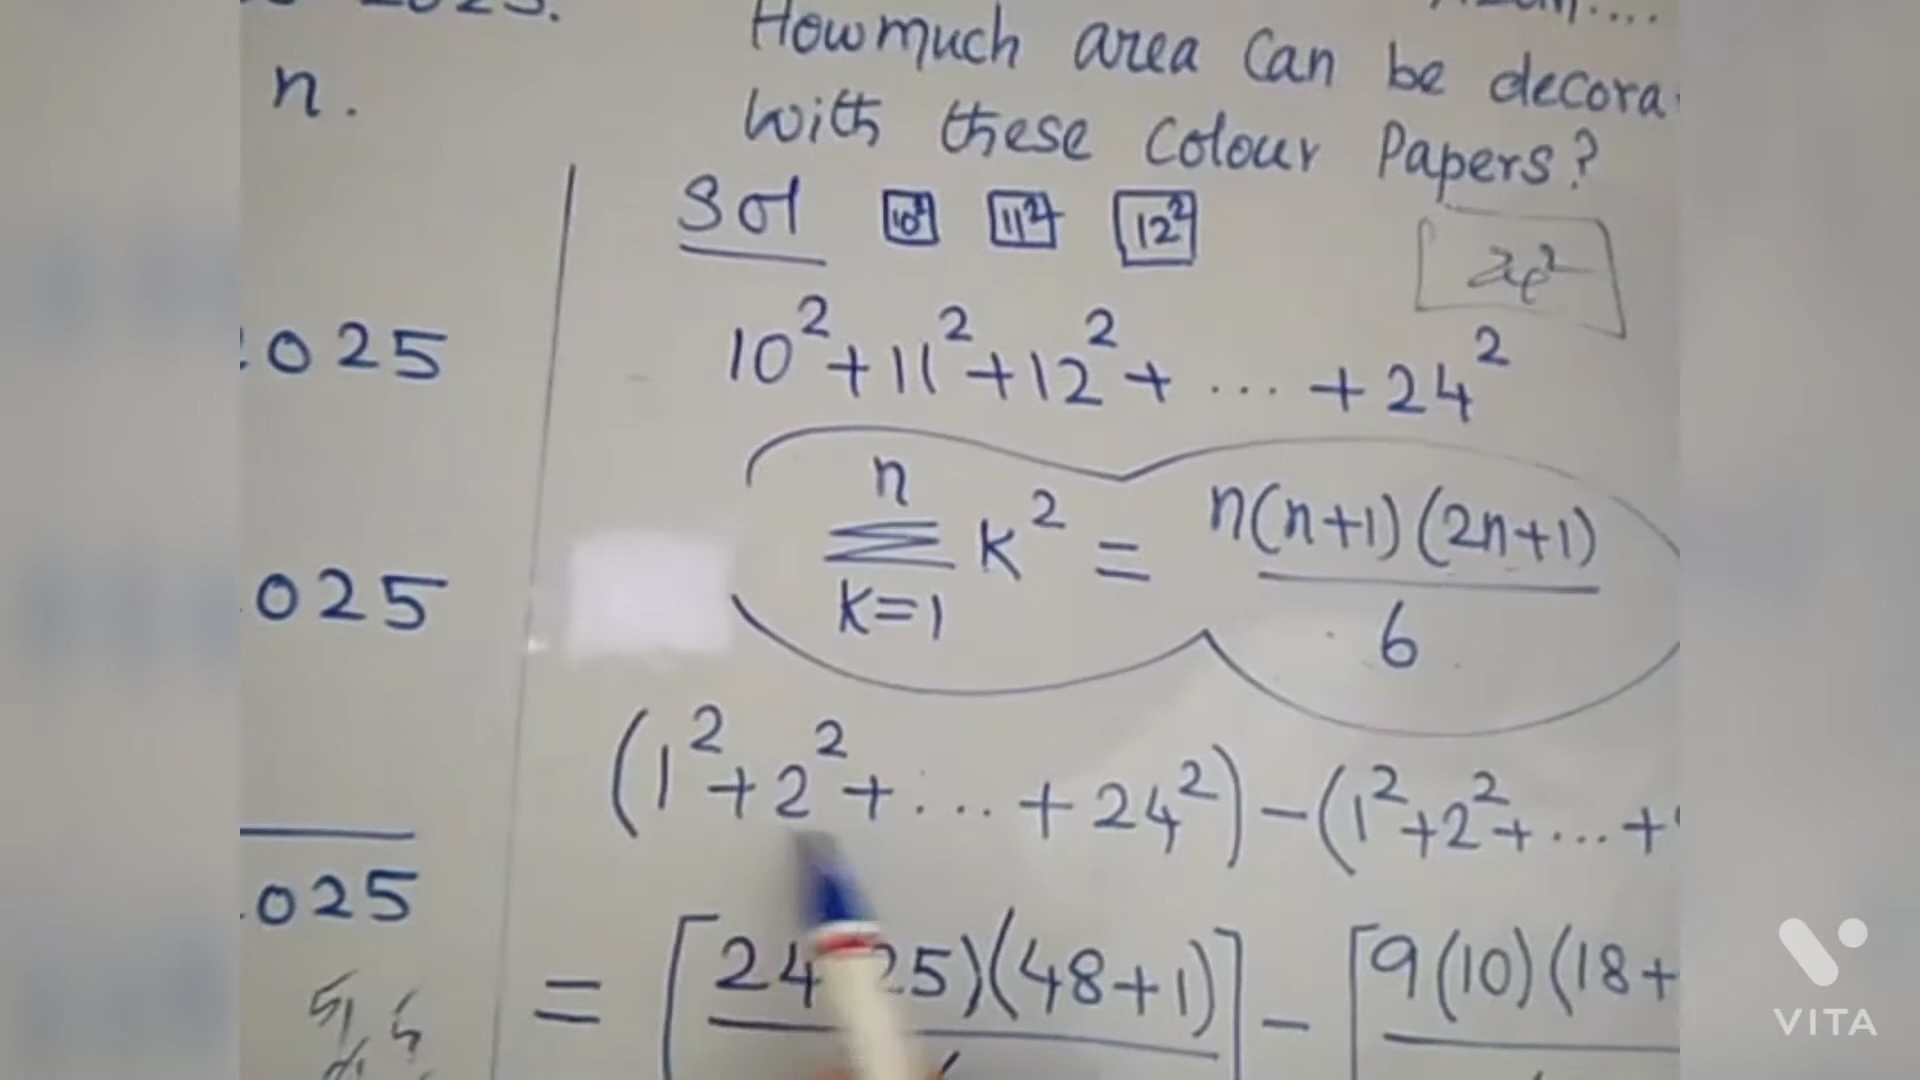 n.
025
025
025
How much area can be decora
with these colour Papers?
Sol 10² 11² 12²
x²
10²+11²+12²+ ... +24²
n
Σ k² = n(n+1)(2n+1)
k=1 6
(1²+2²+ ... +24²)-(1²+2²+...+
= [24 25)(48+1)] - [9(10)(18+
VITA